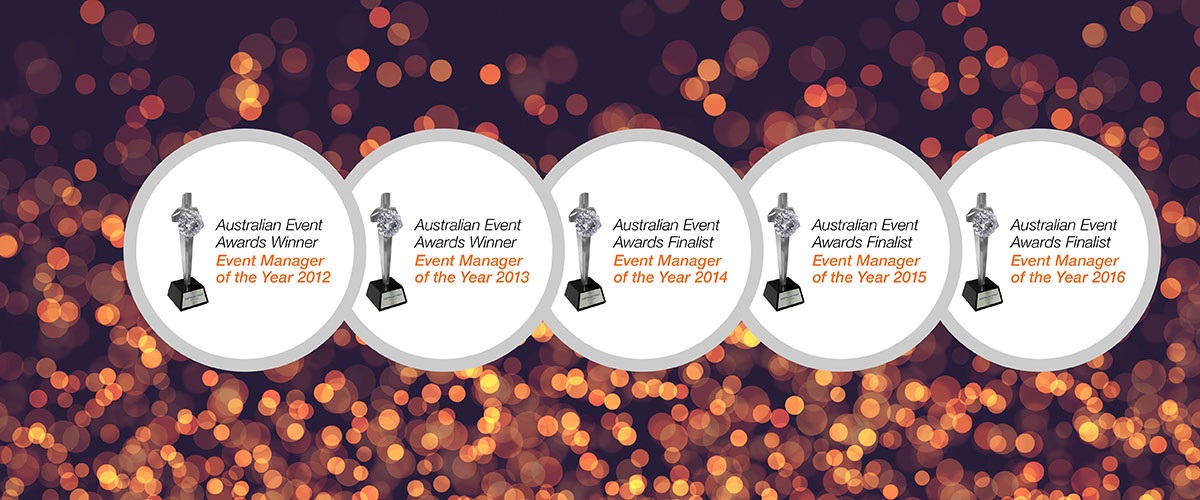 Australian Event
Awards Winner
Event Manager
of the Year 2012
Australian Event
Awards Winner
Event Manager
of the Year 2013
Australian Event
Awards Finalist
Event Manager
of the Year 2014
Australian Event
Awards Finalist
Event Manager
of the Year 2015
Australian Event
Awards Finalist
Event Manager
of the Year 2016